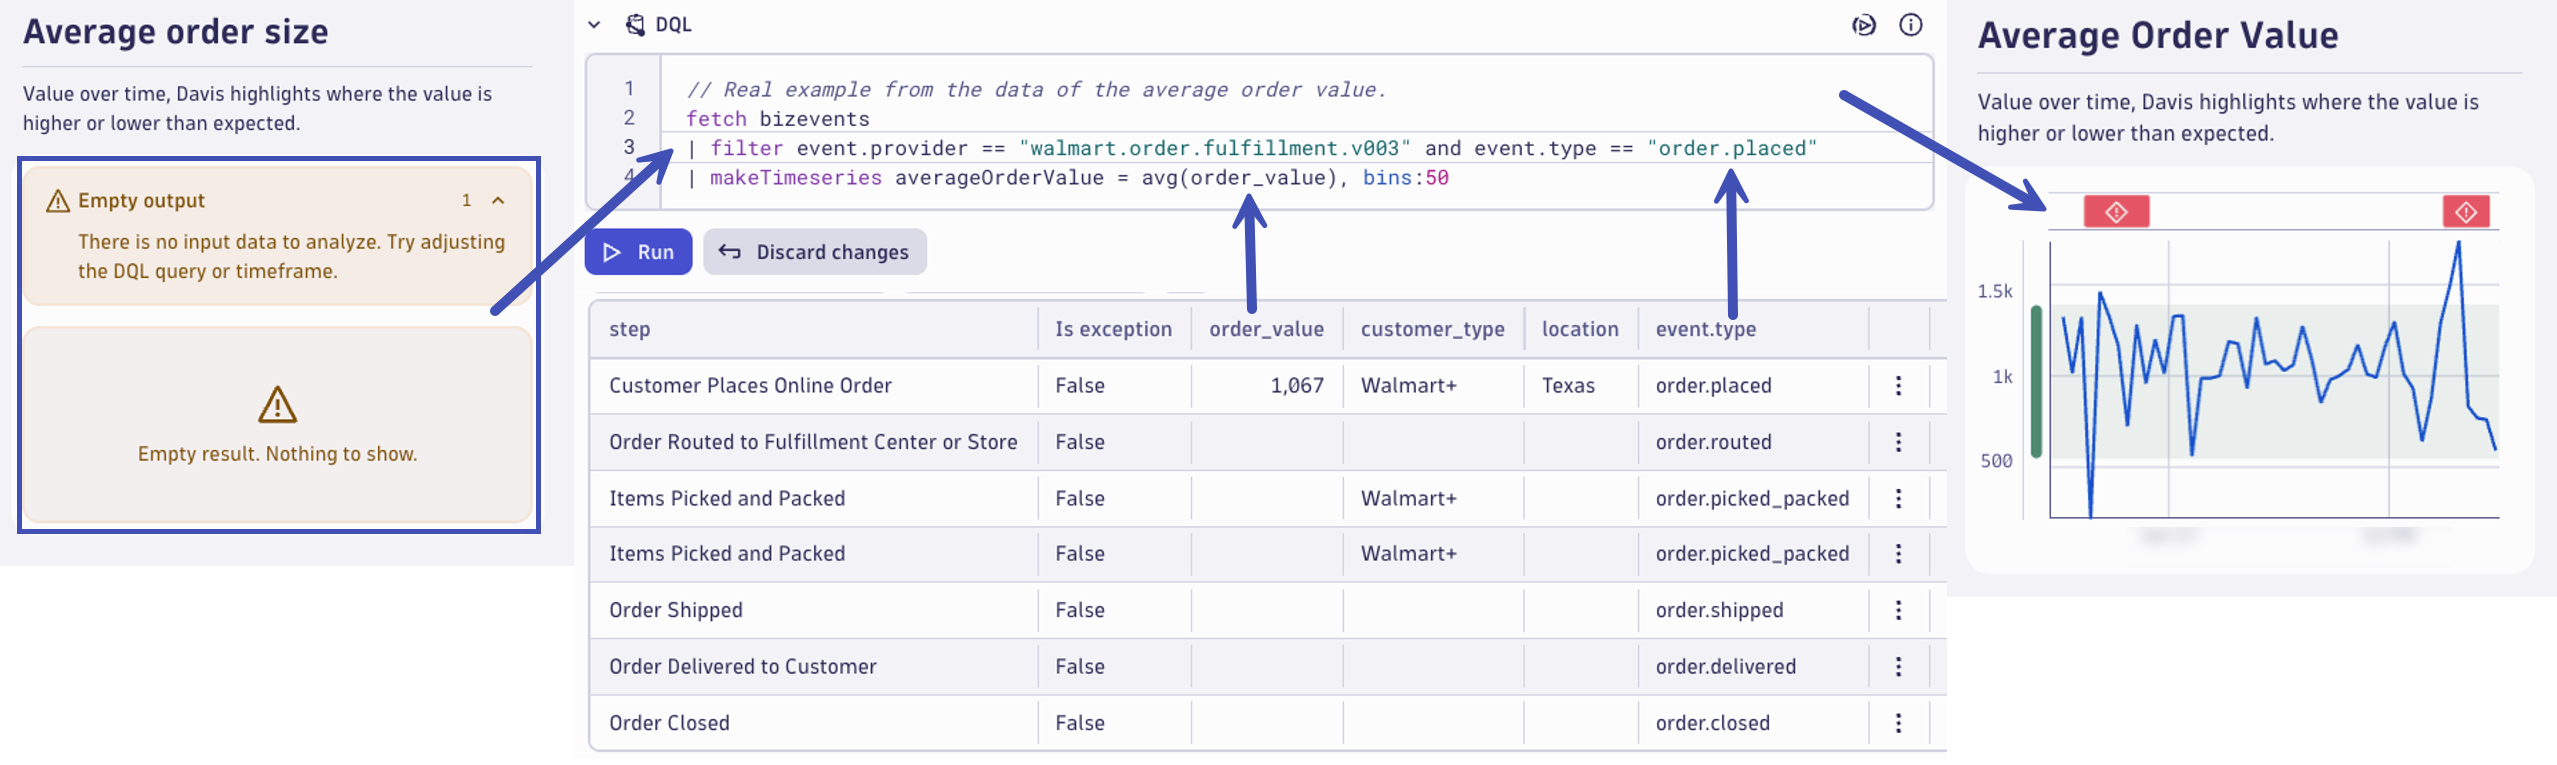 Average order size
Value over time, Davis highlights where the value is
higher or lower than expected.
Empty output 1
There is no input data to analyze. Try adjusting
the DQL query or timeframe.
Empty result. Nothing to show.
DQL
1 // Real example from the data of the average order value.
2 fetch bizevents
3 | filter event.provider == "walmart.order.fulfillment.v003" and event.type == "order.placed"
4 | makeTimeseries averageOrderValue = avg(order_value), bins:50
Run Discard changes
step Is exception order_value customer_type location event.type
Customer Places Online Order False 1,067 Walmart+ Texas order.placed
Order Routed to Fulfillment Center or Store False order.routed
Items Picked and Packed False Walmart+ order.picked_packed
Items Picked and Packed False Walmart+ order.picked_packed
Order Shipped False order.shipped
Order Delivered to Customer False order.delivered
Order Closed False order.closed
Average Order Value
Value over time, Davis highlights where the value is
higher or lower than expected.
1.5k
1k
500